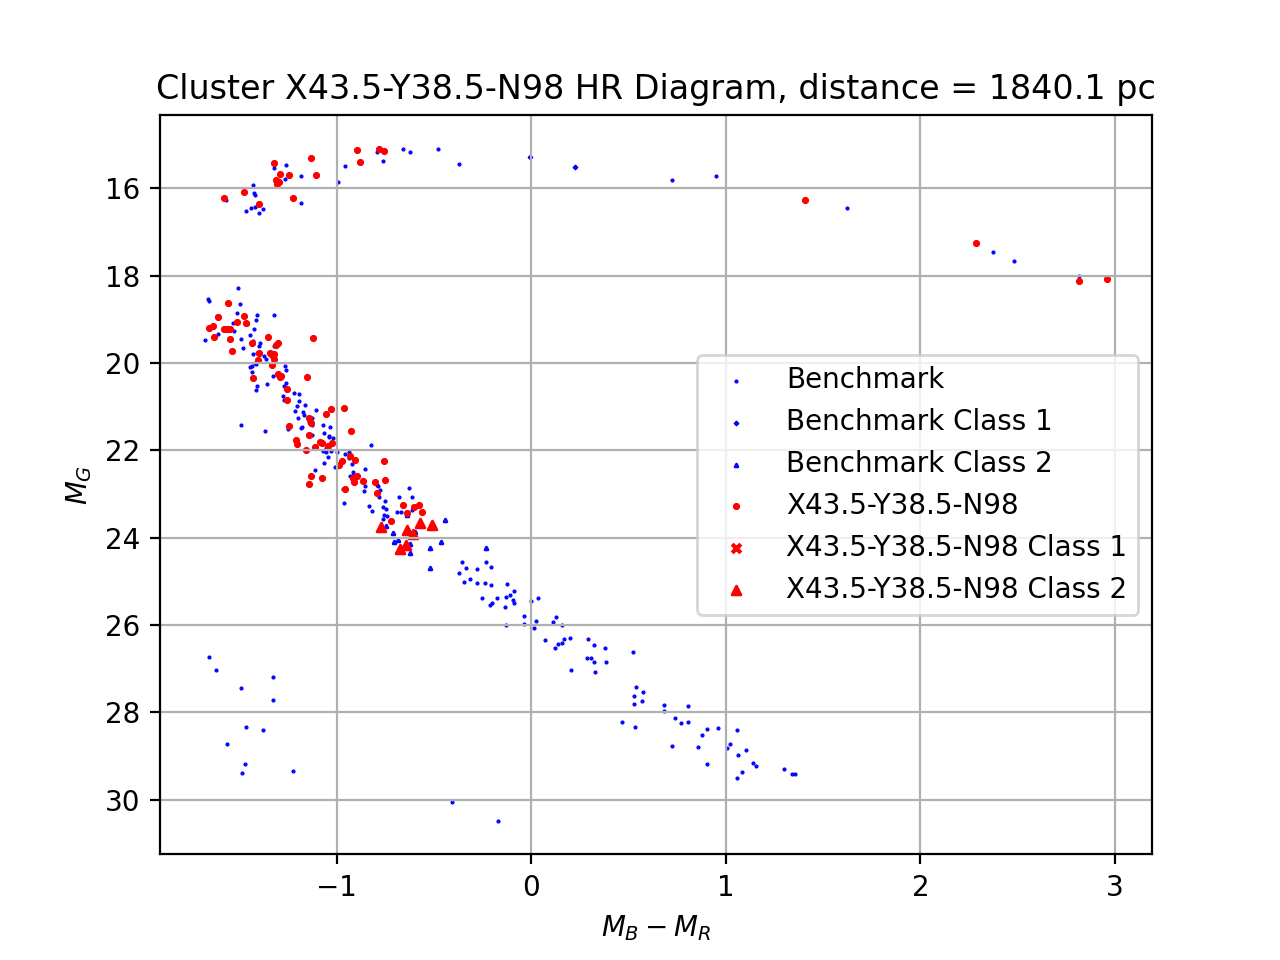 Cluster X43.5-Y38.5-N98 HR Diagram, distance = 1840.1 pc
16
18
20
22
24
26
28
30
M_G
Benchmark
Benchmark Class 1
Benchmark Class 2
X43.5-Y38.5-N98
X43.5-Y38.5-N98 Class 1
X43.5-Y38.5-N98 Class 2
−1 0 1 2 3
M_B − M_R